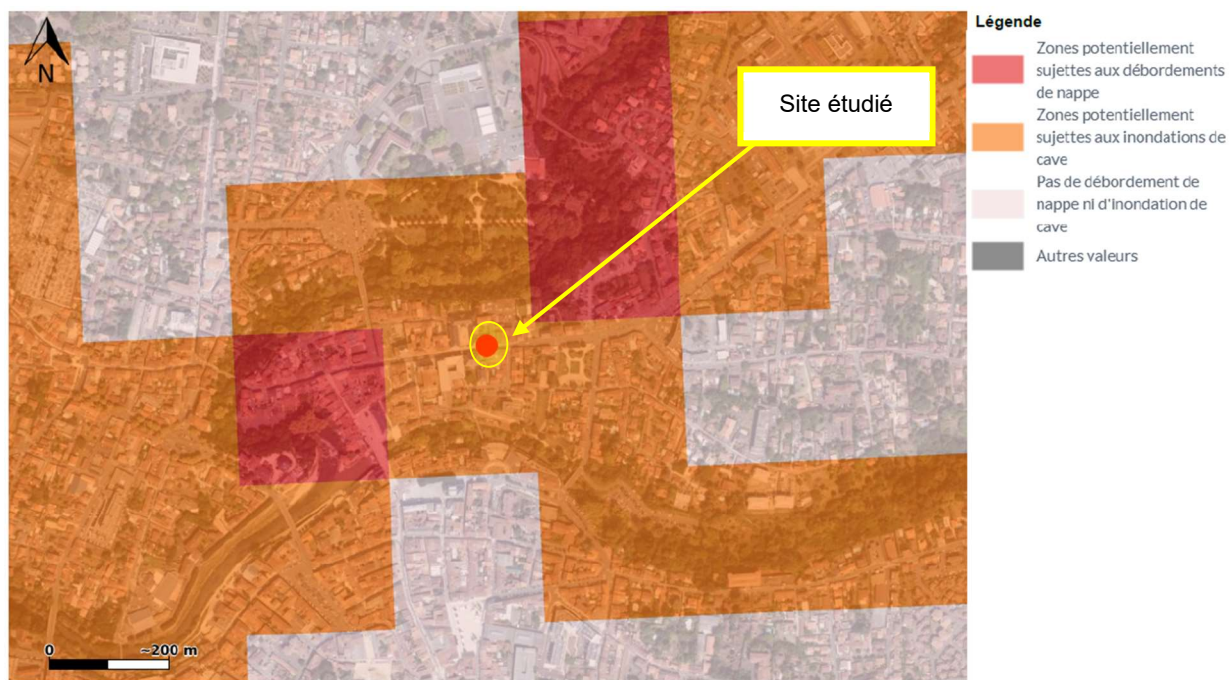 N
Site étudié
0 ~200 m
Légende
Zones potentiellement
sujettes aux débordements
de nappe
Zones potentiellement
sujettes aux inondations de
cave
Pas de débordement de
nappe ni d'inondation de
cave
Autres valeurs